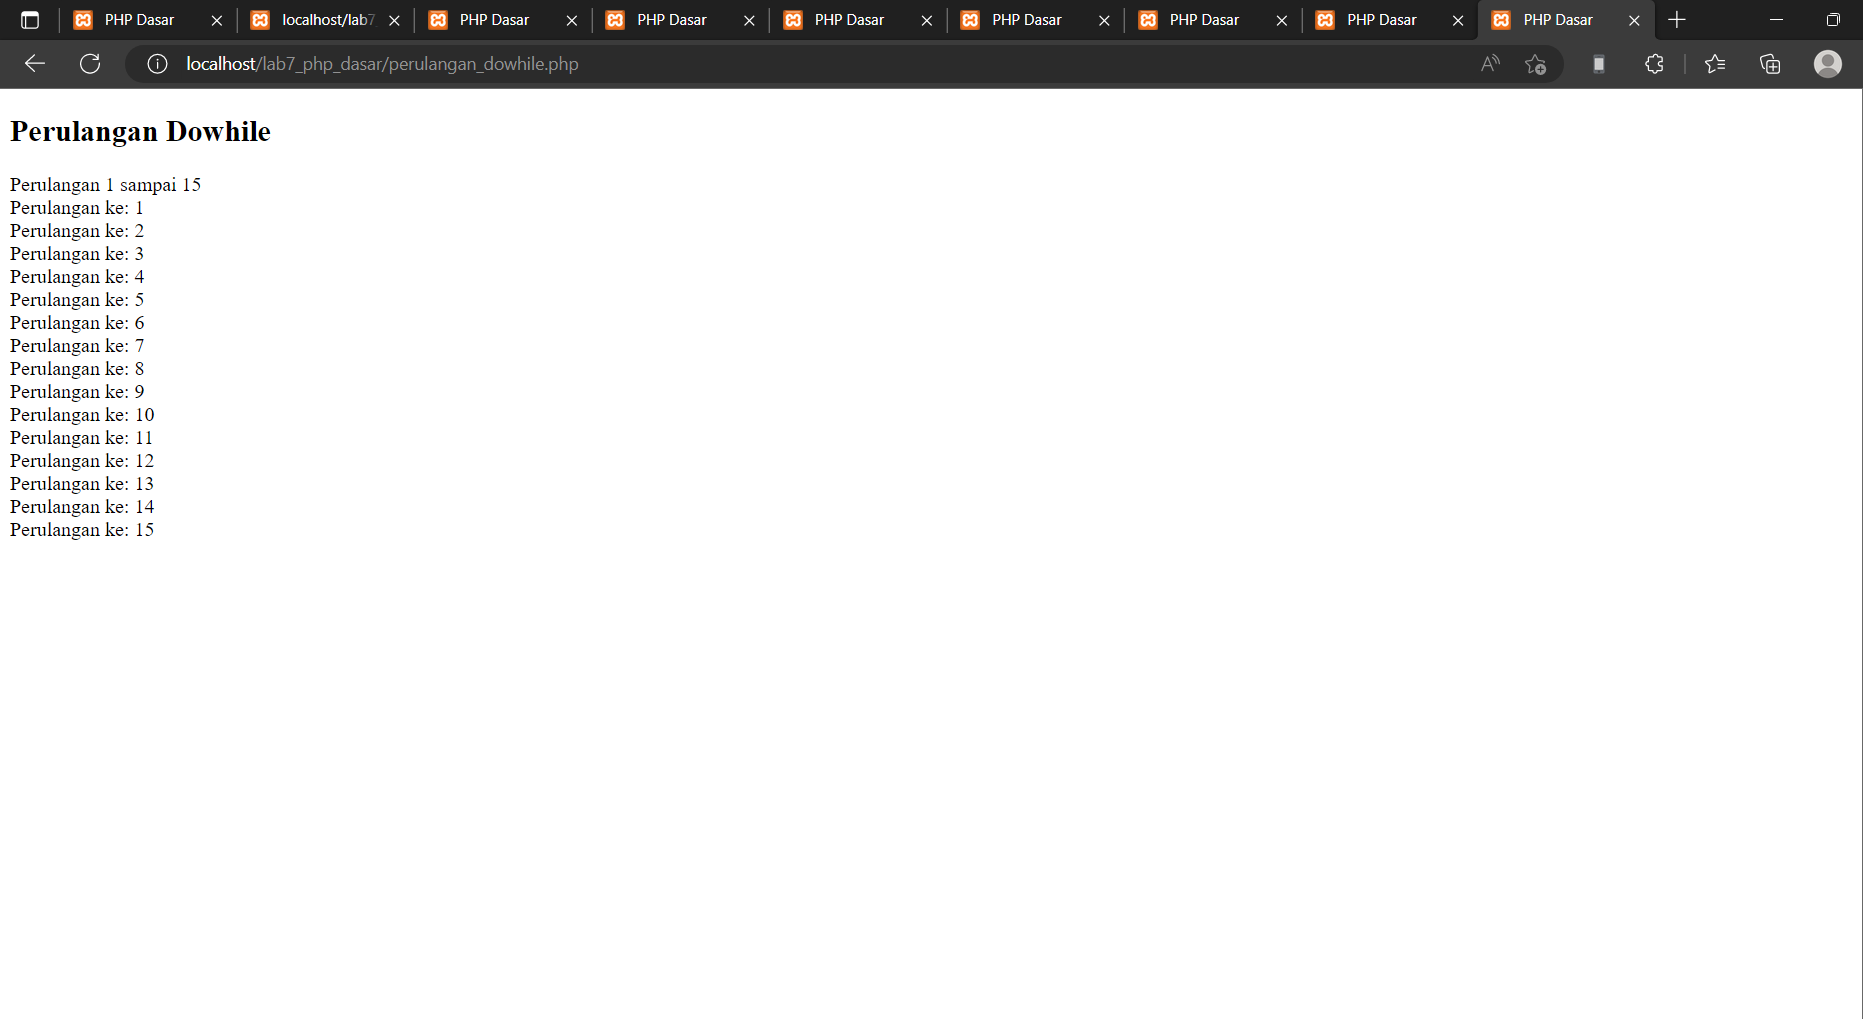 PHP Dasar
localhost/lab7
PHP Dasar
PHP Dasar
PHP Dasar
PHP Dasar
PHP Dasar
PHP Dasar
PHP Dasar
localhost/lab7_php_dasar/perulangan_dowhile.php
Perulangan Dowhile
Perulangan 1 sampai 15
Perulangan ke: 1
Perulangan ke: 2
Perulangan ke: 3
Perulangan ke: 4
Perulangan ke: 5
Perulangan ke: 6
Perulangan ke: 7
Perulangan ke: 8
Perulangan ke: 9
Perulangan ke: 10
Perulangan ke: 11
Perulangan ke: 12
Perulangan ke: 13
Perulangan ke: 14
Perulangan ke: 15